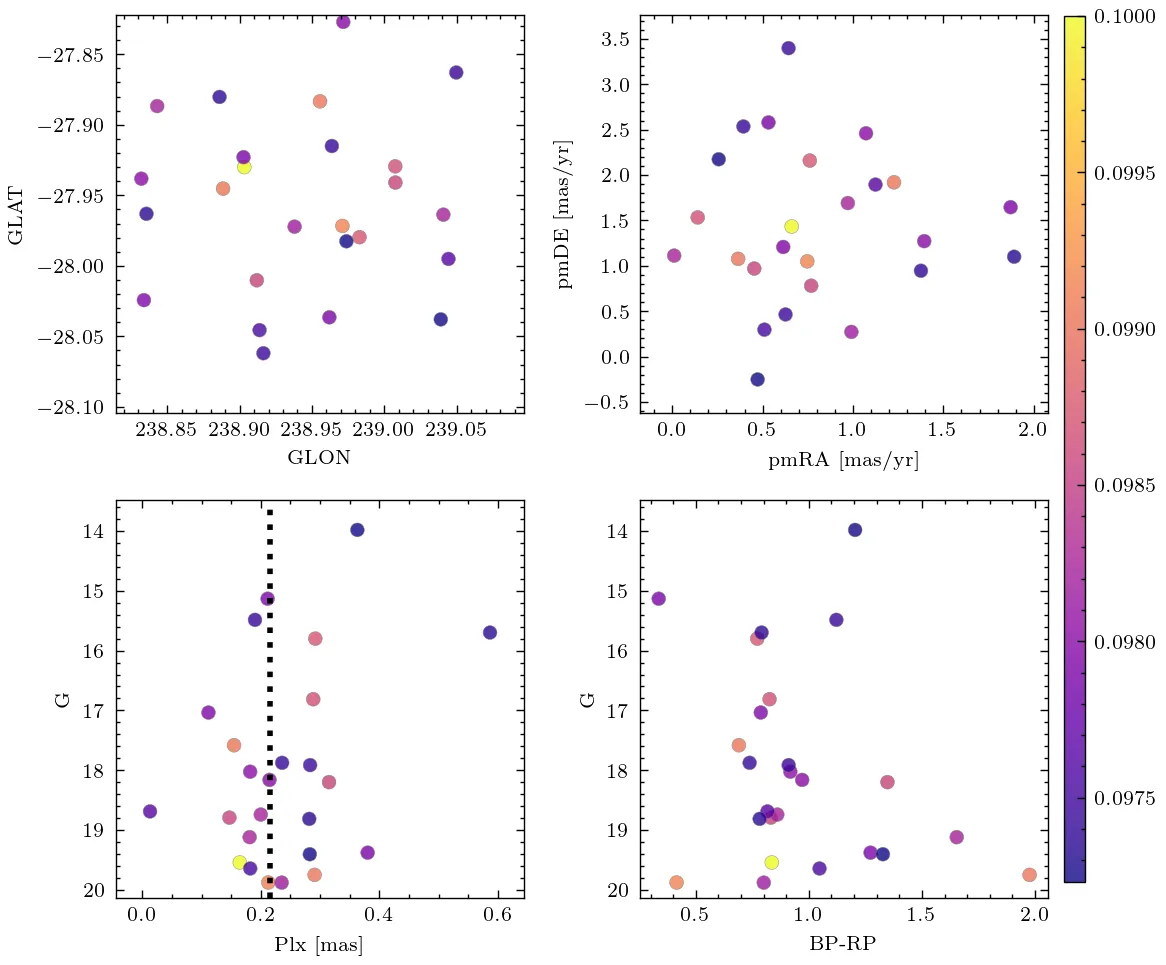 −27.85
−27.90
−27.95
−28.00
−28.05
−28.10
GLAT
238.85 238.90 238.95 239.00 239.05
GLON
3.5
3.0
2.5
2.0
1.5
1.0
0.5
0.0
−0.5
pmDE [mas/yr]
0.0 0.5 1.0 1.5 2.0
pmRA [mas/yr]
14
15
16
17
18
19
20
G
0.0 0.2 0.4 0.6
Plx [mas]
14
15
16
17
18
19
20
G
0.5 1.0 1.5 2.0
BP-RP
0.1000
0.0995
0.0990
0.0985
0.0980
0.0975